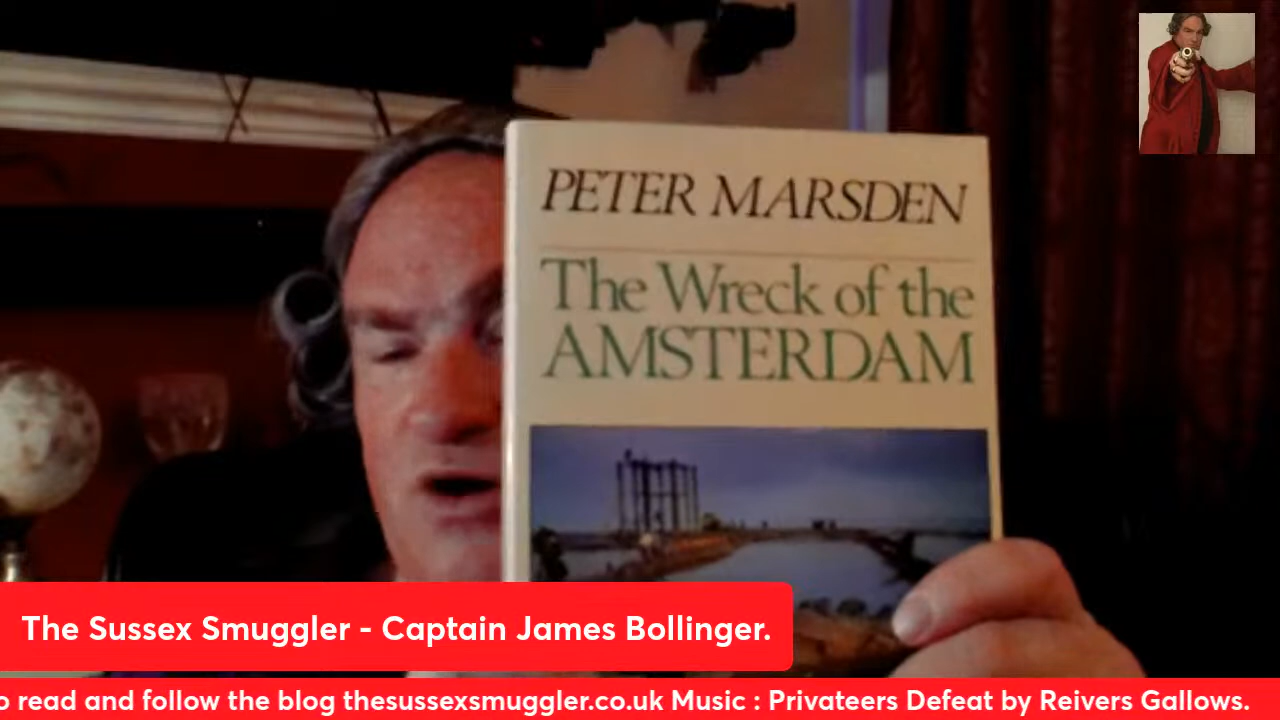 PETER MARSDEN
The Wreck of the
AMSTERDAM
The Sussex Smuggler - Captain James Bollinger.
read and follow the blog thesussexsmuggler.co.uk Music : Privateers Defeat by Reivers Gallows.